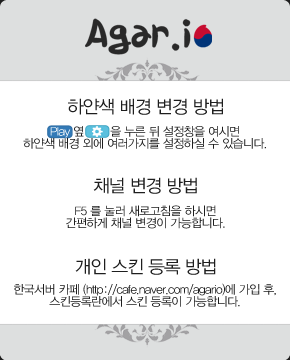 Agar.io
하얀색 배경 변경 방법
Play 옆 을 누른 뒤 설정창을 여시면
하얀색 배경 외에 여러가지를 설정하실 수 있습니다.
채널 변경 방법
F5 를 눌러 새로고침을 하시면
간편하게 채널 변경이 가능합니다.
개인 스킨 등록 방법
한국서버 카페 (http://cafe.naver.com/agario)에 가입 후,
스킨등록란에서 스킨 등록이 가능합니다.